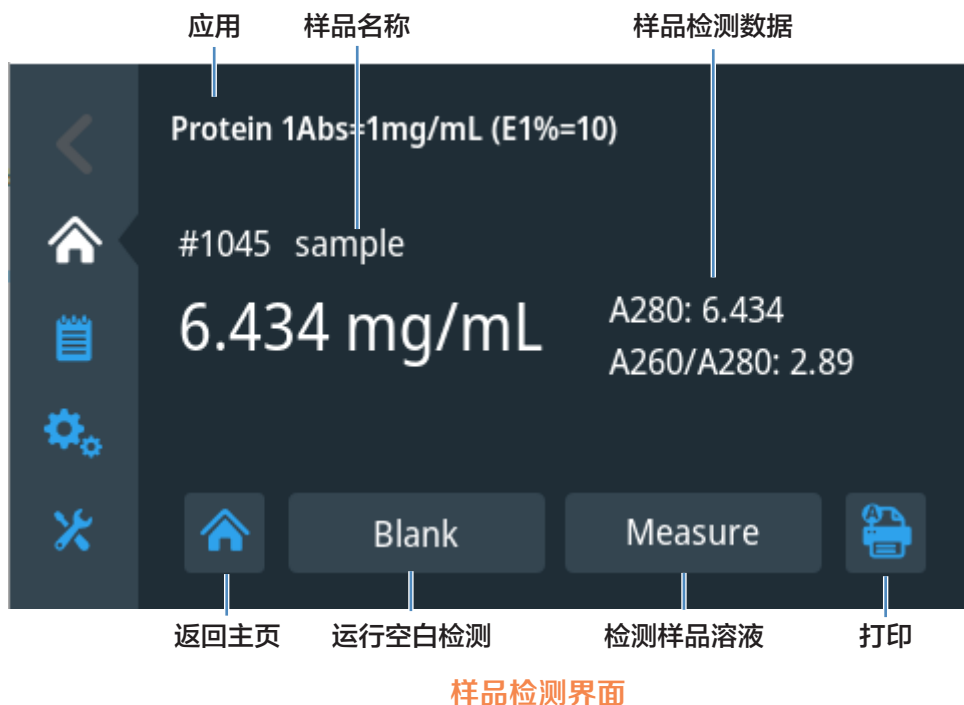 应用 样品名称 样品检测数据
Protein 1Abs=1mg/mL (E1%=10)
#1045 sample
6.434 mg/mL
A280: 6.434
A260/A280: 2.89
Blank
Measure
A
返回主页 运行空白检测 检测样品溶液 打印
样品检测界面